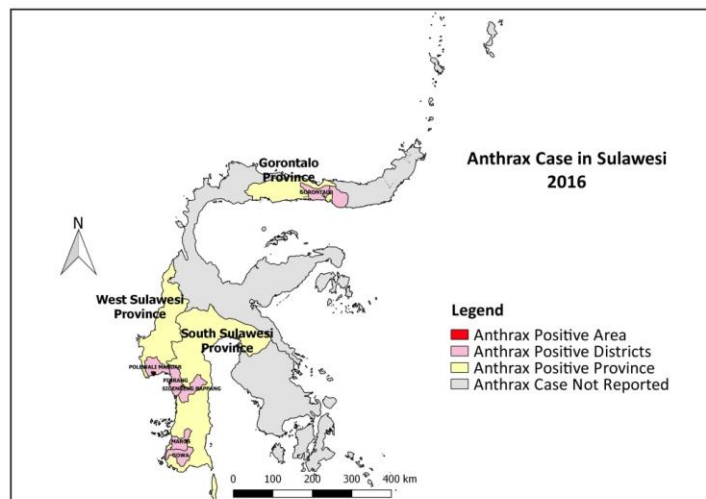 Anthrax Case in Sulawesi
2016
Gorontalo
Province
GORONTALO
N
West Sulawesi
Province
South Sulawesi
Province
POLEWALI MANDAR
PINRANG
SIDENRENG RAPPANG
MAROS
GOWA
Legend
Anthrax Positive Area
Anthrax Positive Districts
Anthrax Positive Province
Anthrax Case Not Reported
0 100 200 300 400 km